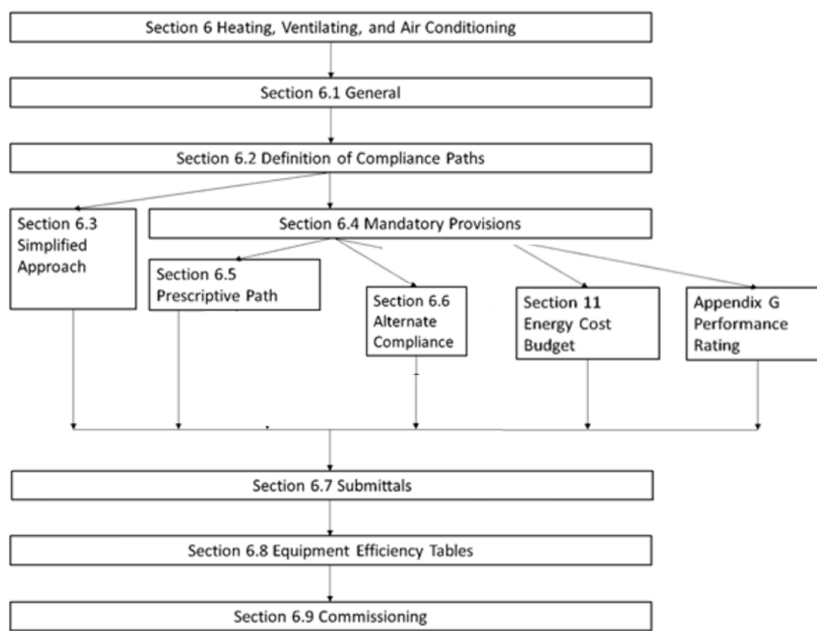 Section 6 Heating, Ventilating, and Air Conditioning
Section 6.1 General
Section 6.2 Definition of Compliance Paths
Section 6.3
Simplified
Approach
Section 6.4 Mandatory Provisions
Section 6.5
Prescriptive Path
Section 6.6
Alternate
Compliance
Section 11
Energy Cost
Budget
Appendix G
Performance
Rating
Section 6.7 Submittals
Section 6.8 Equipment Efficiency Tables
Section 6.9 Commissioning